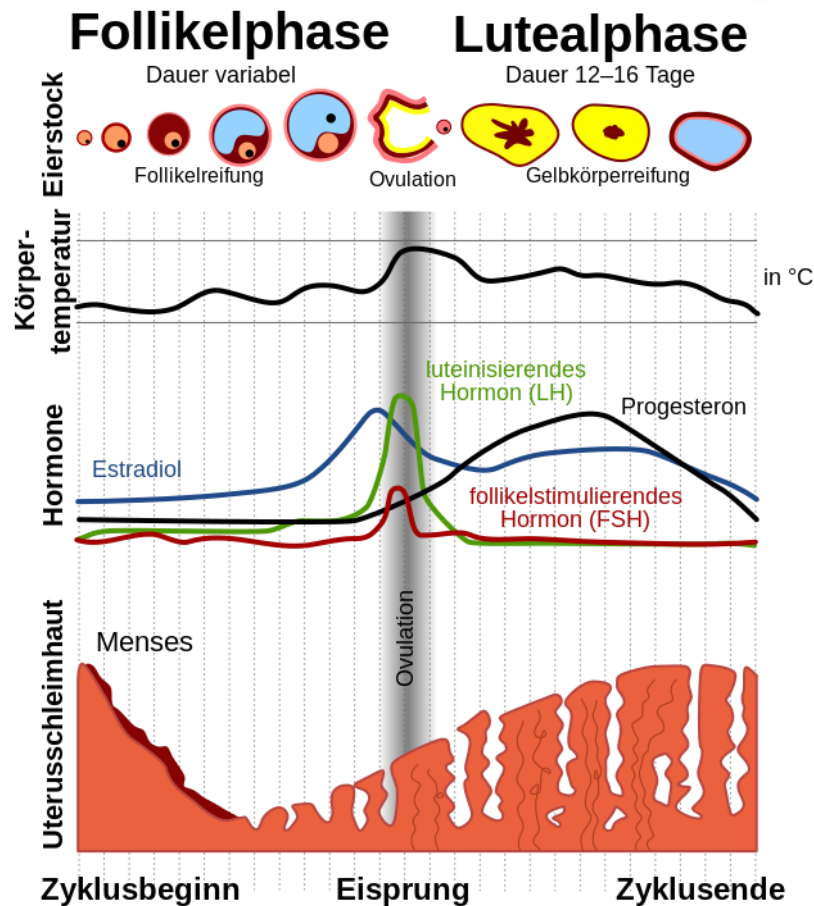 Follikelphase
Lutealphase
Dauer variabel
Dauer 12–16 Tage
Eierstock
Follikelreifung
Ovulation
Gelbkörperreifung
Körper-
temperatur
in °C
luteinisierendes
Hormon (LH)
Progesteron
Hormone
Estradiol
follikelstimulierendes
Hormon (FSH)
Ovulation
Uterusschleimhaut
Menses
Zyklusbeginn
Eisprung
Zyklusende